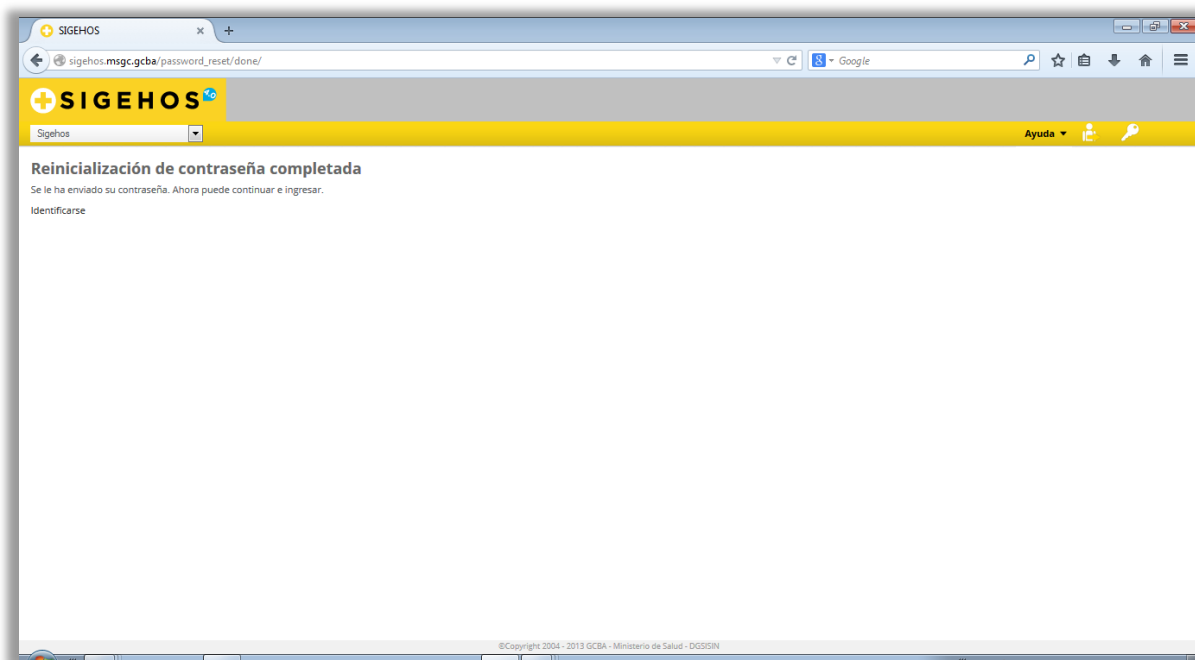 SIGEHOS
sigehos.msgc.gcba/password_reset/done/
Google
SIGEHOS
Sigehos
Ayuda
Reinicialización de contraseña completada
Se le ha enviado su contraseña. Ahora puede continuar e ingresar.
Identificarse
©Copyright 2004 - 2013 GCBA - Ministerio de Salud - DGSISIN